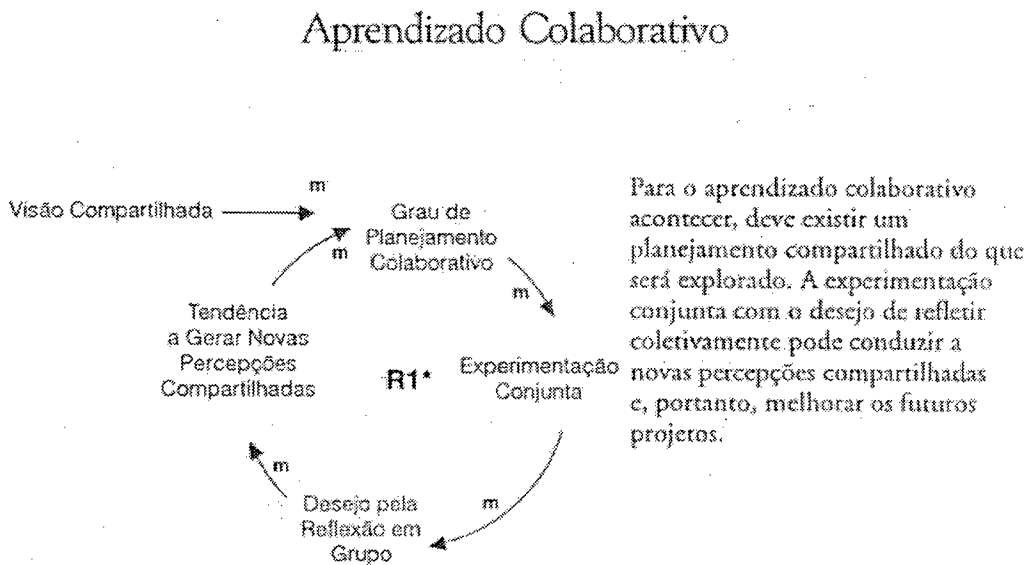 Aprendizado Colaborativo
Visão Compartilhada
m
Grau de
Planejamento
Colaborativo
m
m
Tendência
a Gerar Novas
Percepções
Compartilhadas
R1*
Experimentação
Conjunta
m
m
Desejo pela
Reflexão em
Grupo
Para o aprendizado colaborativo
acontecer, deve existir um
planejamento compartilhado do que
será explorado. A experimentação
conjunta com o desejo de refletir
coletivamente pode conduzir a
novas percepções compartilhadas
e, portanto, melhorar os futuros
projetos.